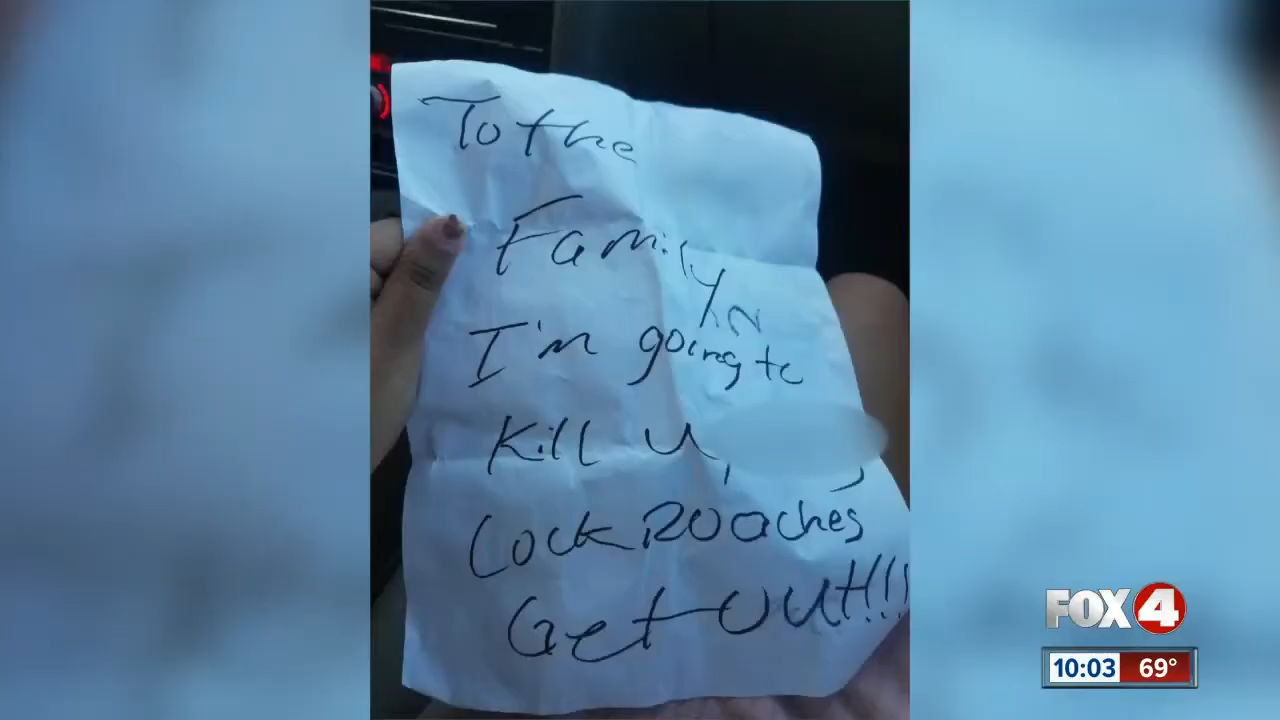 To the
Family N
I'm going to
Kill u,
CockRoaches
Get OUt!!!
FOX 4
10:03 69°